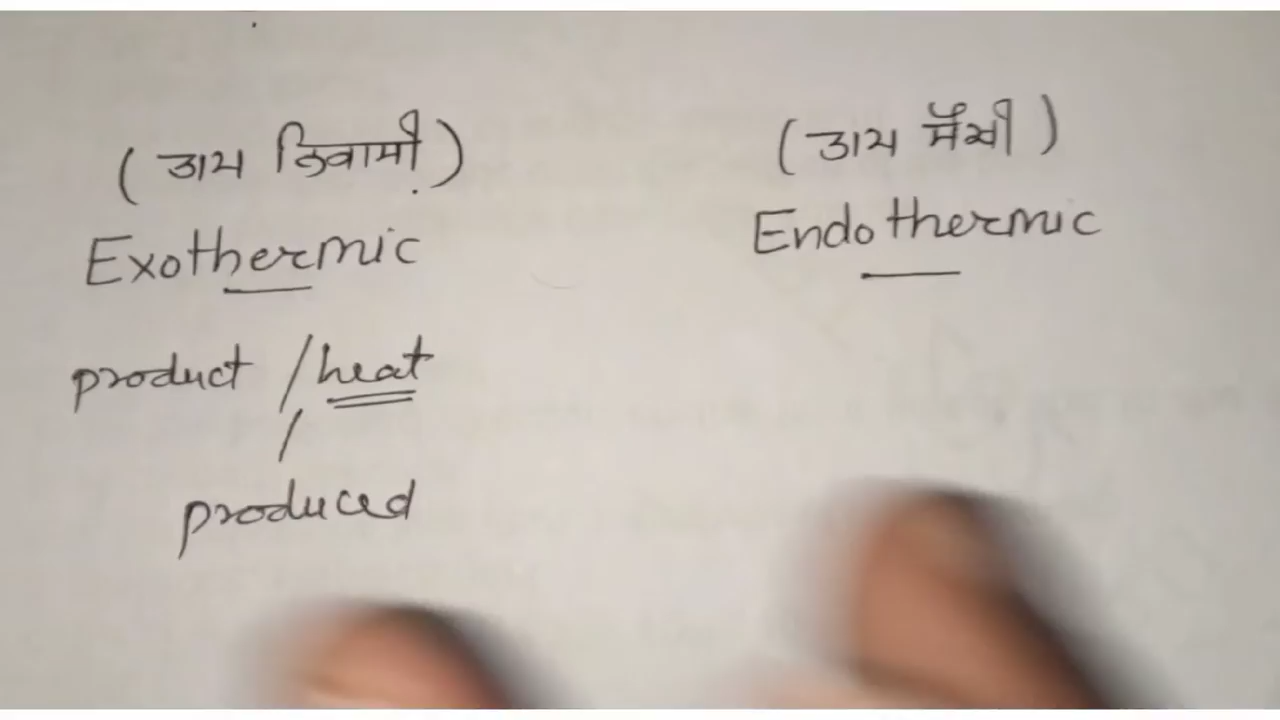 (ਤਾਪ ਨਿਕਾਸੀ)
Exothermic
product / heat
/
produced
(ਤਾਪ ਸੋਖੀ)
Endothermic